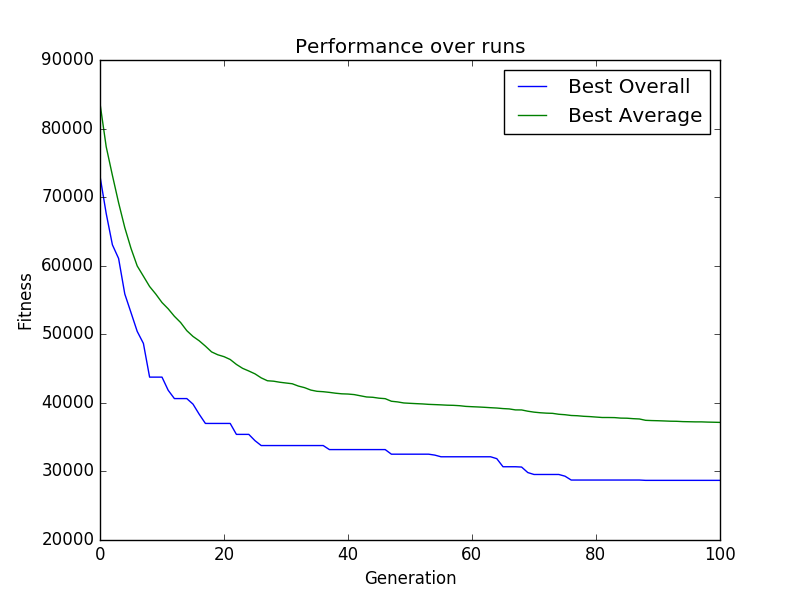 Performance over runs
90000
80000
70000
60000
50000
40000
30000
20000
Fitness
Best Overall
Best Average
0
20
40
60
80
100
Generation